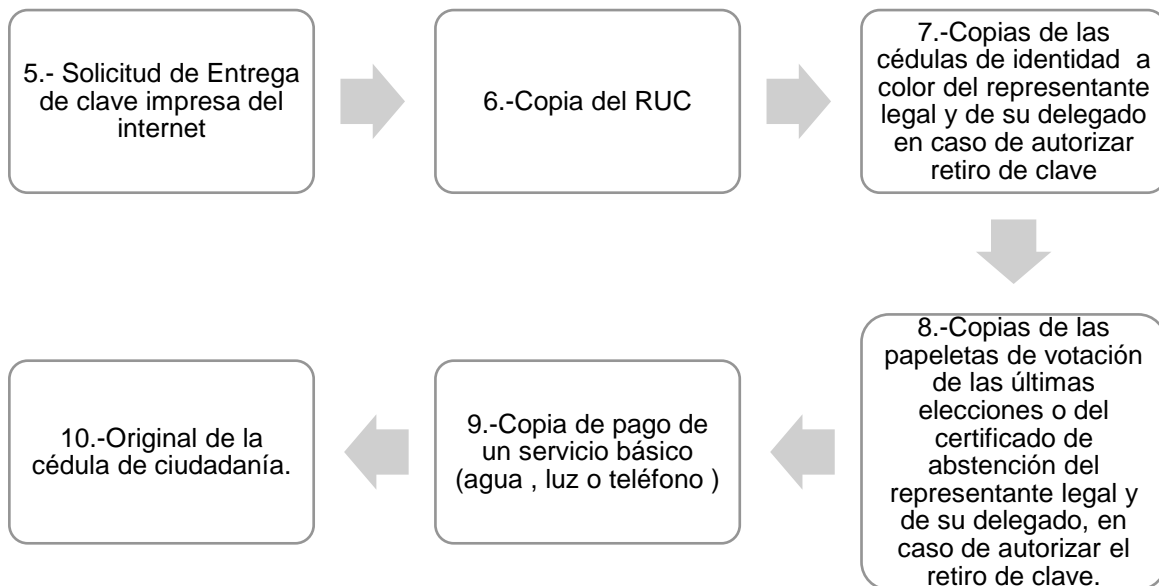 5.- Solicitud de Entrega
de clave impresa del
internet
6.-Copia del RUC
7.-Copias de las
cédulas de identidad  a
color del representante
legal y de su delegado
en caso de autorizar
retiro de clave
8.-Copias de las
papeletas de votación
de las últimas
elecciones o del
certificado de
abstención del
representante legal y
de su delegado, en
caso de autorizar el
retiro de clave.
9.-Copia de pago de
un servicio básico
(agua , luz o teléfono )
10.-Original de la
cédula de ciudadanía.